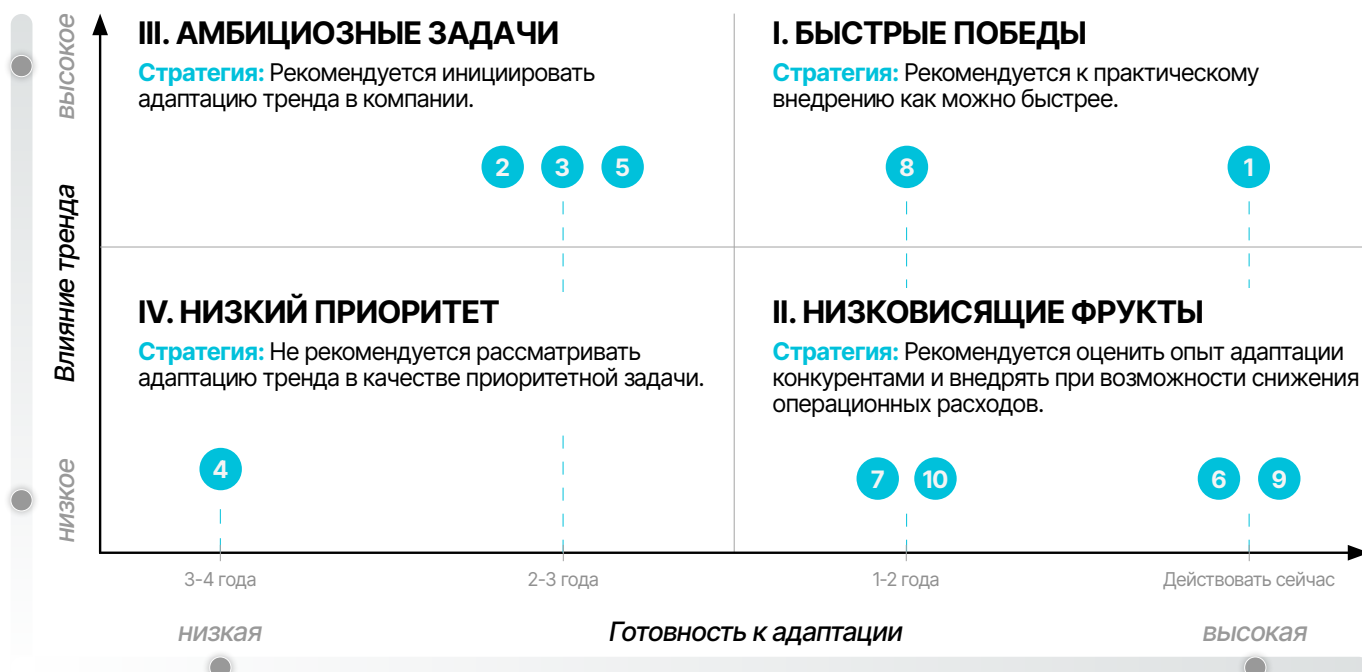 высокое
Влияние тренда
низкое
III. АМБИЦИОЗНЫЕ ЗАДАЧИ
Стратегия: Рекомендуется инициировать
адаптацию тренда в компании.
2 3 5
I. БЫСТРЫЕ ПОБЕДЫ
Стратегия: Рекомендуется к практическому
внедрению как можно быстрее.
8 1
IV. НИЗКИЙ ПРИОРИТЕТ
Стратегия: Не рекомендуется рассматривать
адаптацию тренда в качестве приоритетной задачи.
4
II. НИЗКОВИСЯЩИЕ ФРУКТЫ
Стратегия: Рекомендуется оценить опыт адаптации
конкурентами и внедрять при возможности снижения
операционных расходов.
7 10 6 9
3-4 года 2-3 года 1-2 года Действовать сейчас
низкая Готовность к адаптации высокая